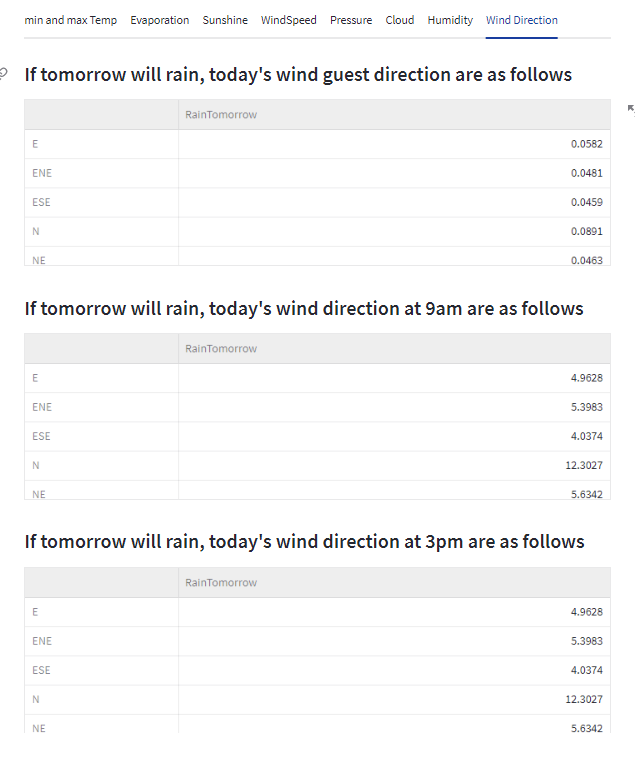 min and max Temp Evaporation Sunshine WindSpeed Pressure Cloud Humidity Wind Direction
If tomorrow will rain, today's wind guest direction are as follows
RainTomorrow
E 0.0582
ENE 0.0481
ESE 0.0459
N 0.0891
NE 0.0463
If tomorrow will rain, today's wind direction at 9am are as follows
RainTomorrow
E 4.9628
ENE 5.3983
ESE 4.0374
N 12.3027
NE 5.6342
If tomorrow will rain, today's wind direction at 3pm are as follows
RainTomorrow
E 4.9628
ENE 5.3983
ESE 4.0374
N 12.3027
NE 5.6342